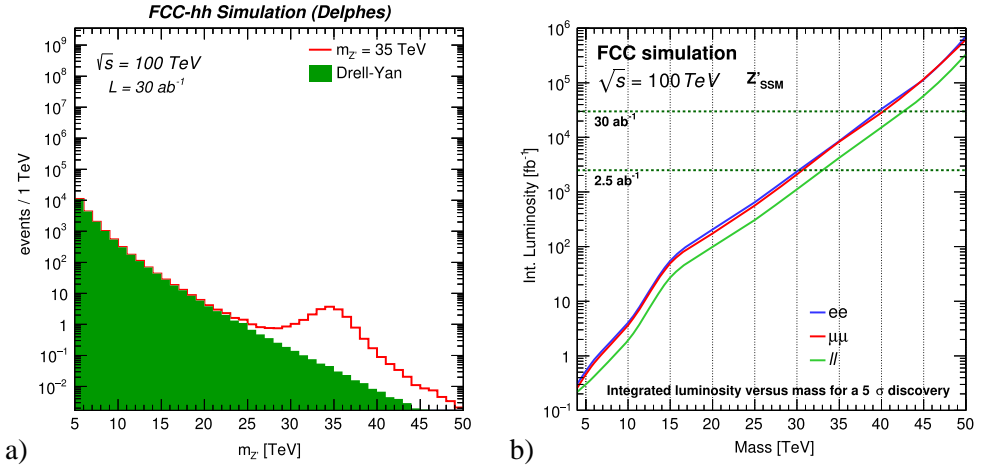 FCC-hh Simulation (Delphes)
√s = 100 TeV
L = 30 ab⁻¹
m_Z' = 35 TeV
Drell-Yan
events / 1 TeV
10⁹
10⁸
10⁷
10⁶
10⁵
10⁴
10³
10²
10
1
10⁻¹
10⁻²
5 10 15 20 25 30 35 40 45 50
m_Z' [TeV]
a)
FCC simulation
√s = 100 TeV Z'_SSM
30 ab⁻¹
2.5 ab⁻¹
ee
μμ
ll
Integrated luminosity versus mass for a 5 σ discovery
Int. Luminosity [fb⁻¹]
10⁶
10⁵
10⁴
10³
10²
10
1
10⁻¹
5 10 15 20 25 30 35 40 45 50
Mass [TeV]
b)